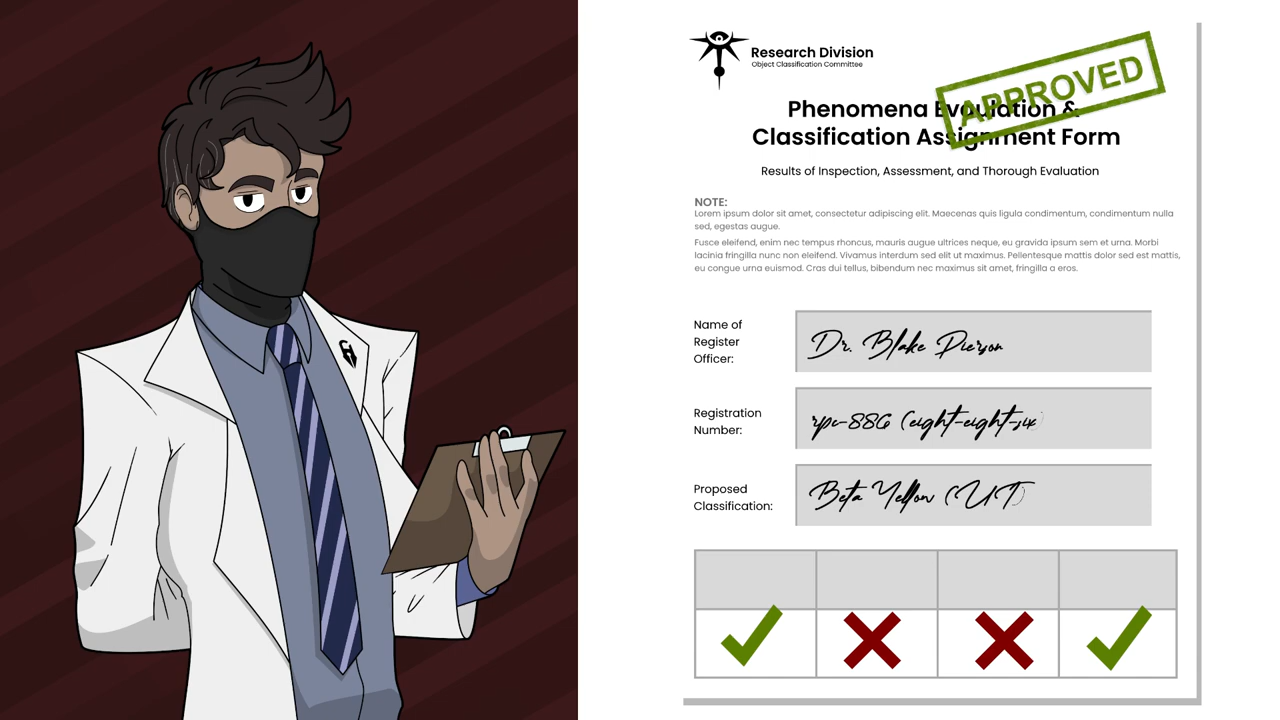 Research Division
Object Classification Committee
APPROVED
Phenomena Evaulation &
Classification Assignment Form
Results of Inspection, Assessment, and Thorough Evaluation
NOTE:
Lorem ipsum dolor sit amet, consectetur adipiscing elit. Maecenas quis ligula condimentum, condimentum nulla
sed, egestas augue.
Fusce eleifend, enim nec tempus rhoncus, mauris augue ultrices neque, eu gravida ipsum sem et urna. Morbi
lacinia fringilla nunc non eleifend. Vivamus interdum sed elit ut maximus. Pellentesque mattis dolor sed est mattis,
eu congue urna euismod. Cras dui tellus, bibendum nec maximus sit amet, fringilla a eros.
Name of
Register
Officer:
Dr. Blake Pierson
Registration
Number:
rpc-886 (eight-eight-six)
Proposed
Classification:
Beta Yellow (UT)